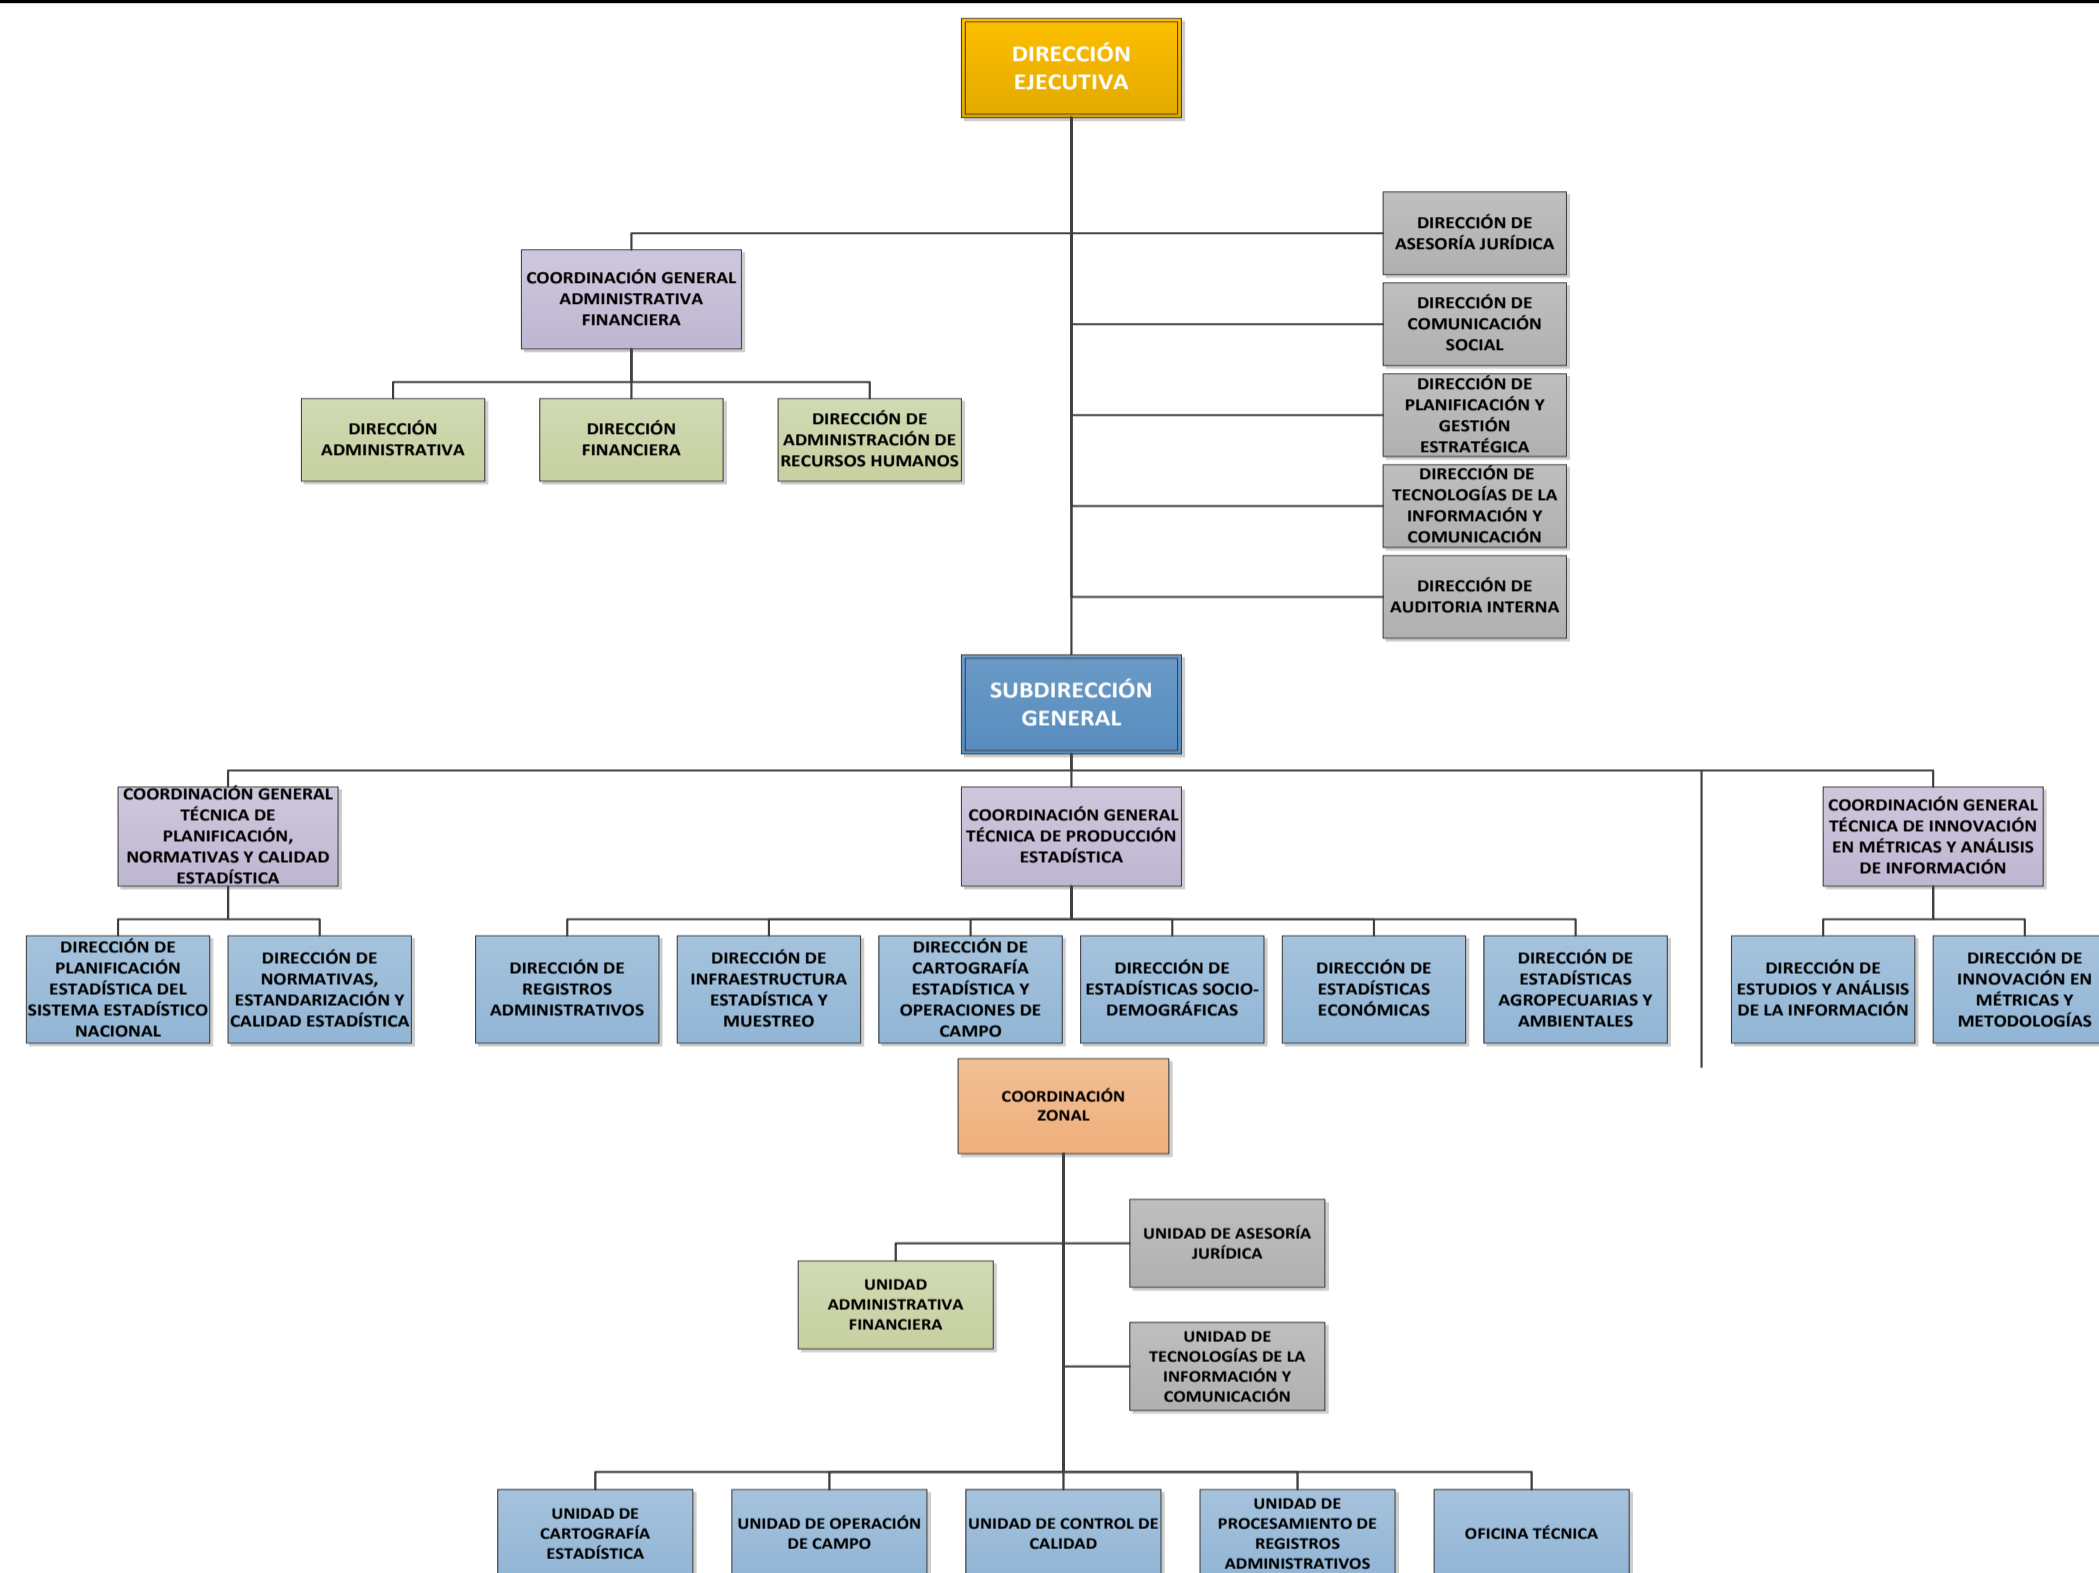 DIRECCIÓN
EJECUTIVA
DIRECCIÓN DE
ASESORÍA JURÍDICA
COORDINACIÓN GENERAL
ADMINISTRATIVA
FINANCIERA
DIRECCIÓN DE
COMUNICACIÓN
SOCIAL
DIRECCIÓN DE
PLANIFICACIÓN Y
GESTIÓN
ESTRATÉGICA
DIRECCIÓN
ADMINISTRATIVA
DIRECCIÓN
FINANCIERA
DIRECCIÓN DE
ADMINISTRACIÓN DE
RECURSOS HUMANOS
DIRECCIÓN DE
TECNOLOGÍAS DE LA
INFORMACIÓN Y
COMUNICACIÓN
DIRECCIÓN DE
AUDITORIA INTERNA
SUBDIRECCIÓN
GENERAL
COORDINACIÓN GENERAL
TÉCNICA DE
PLANIFICACIÓN,
NORMATIVAS Y CALIDAD
ESTADÍSTICA
COORDINACIÓN GENERAL
TÉCNICA DE PRODUCCIÓN
ESTADÍSTICA
COORDINACIÓN GENERAL
TÉCNICA DE INNOVACIÓN
EN MÉTRICAS Y ANÁLISIS
DE INFORMACIÓN
DIRECCIÓN DE
PLANIFICACIÓN
ESTADÍSTICA DEL
SISTEMA ESTADÍSTICO
NACIONAL
DIRECCIÓN DE
NORMATIVAS,
ESTANDARIZACIÓN Y
CALIDAD ESTADÍSTICA
DIRECCIÓN DE
REGISTROS
ADMINISTRATIVOS
DIRECCIÓN DE
INFRAESTRUCTURA
ESTADÍSTICA Y
MUESTREO
DIRECCIÓN DE
CARTOGRAFÍA
ESTADÍSTICA Y
OPERACIONES DE
CAMPO
DIRECCIÓN DE
ESTADÍSTICAS SOCIO-
DEMOGRÁFICAS
DIRECCIÓN DE
ESTADÍSTICAS
ECONÓMICAS
DIRECCIÓN DE
ESTADÍSTICAS
AGROPECUARIAS Y
AMBIENTALES
DIRECCIÓN DE
ESTUDIOS Y ANÁLISIS
DE LA INFORMACIÓN
DIRECCIÓN DE
INNOVACIÓN EN
MÉTRICAS Y
METODOLOGÍAS
COORDINACIÓN
ZONAL
UNIDAD DE ASESORÍA
JURÍDICA
UNIDAD
ADMINISTRATIVA
FINANCIERA
UNIDAD DE
TECNOLOGÍAS DE LA
INFORMACIÓN Y
COMUNICACIÓN
UNIDAD DE
CARTOGRAFÍA
ESTADÍSTICA
UNIDAD DE OPERACIÓN
DE CAMPO
UNIDAD DE CONTROL DE
CALIDAD
UNIDAD DE
PROCESAMIENTO DE
REGISTROS
ADMINISTRATIVOS
OFICINA TÉCNICA